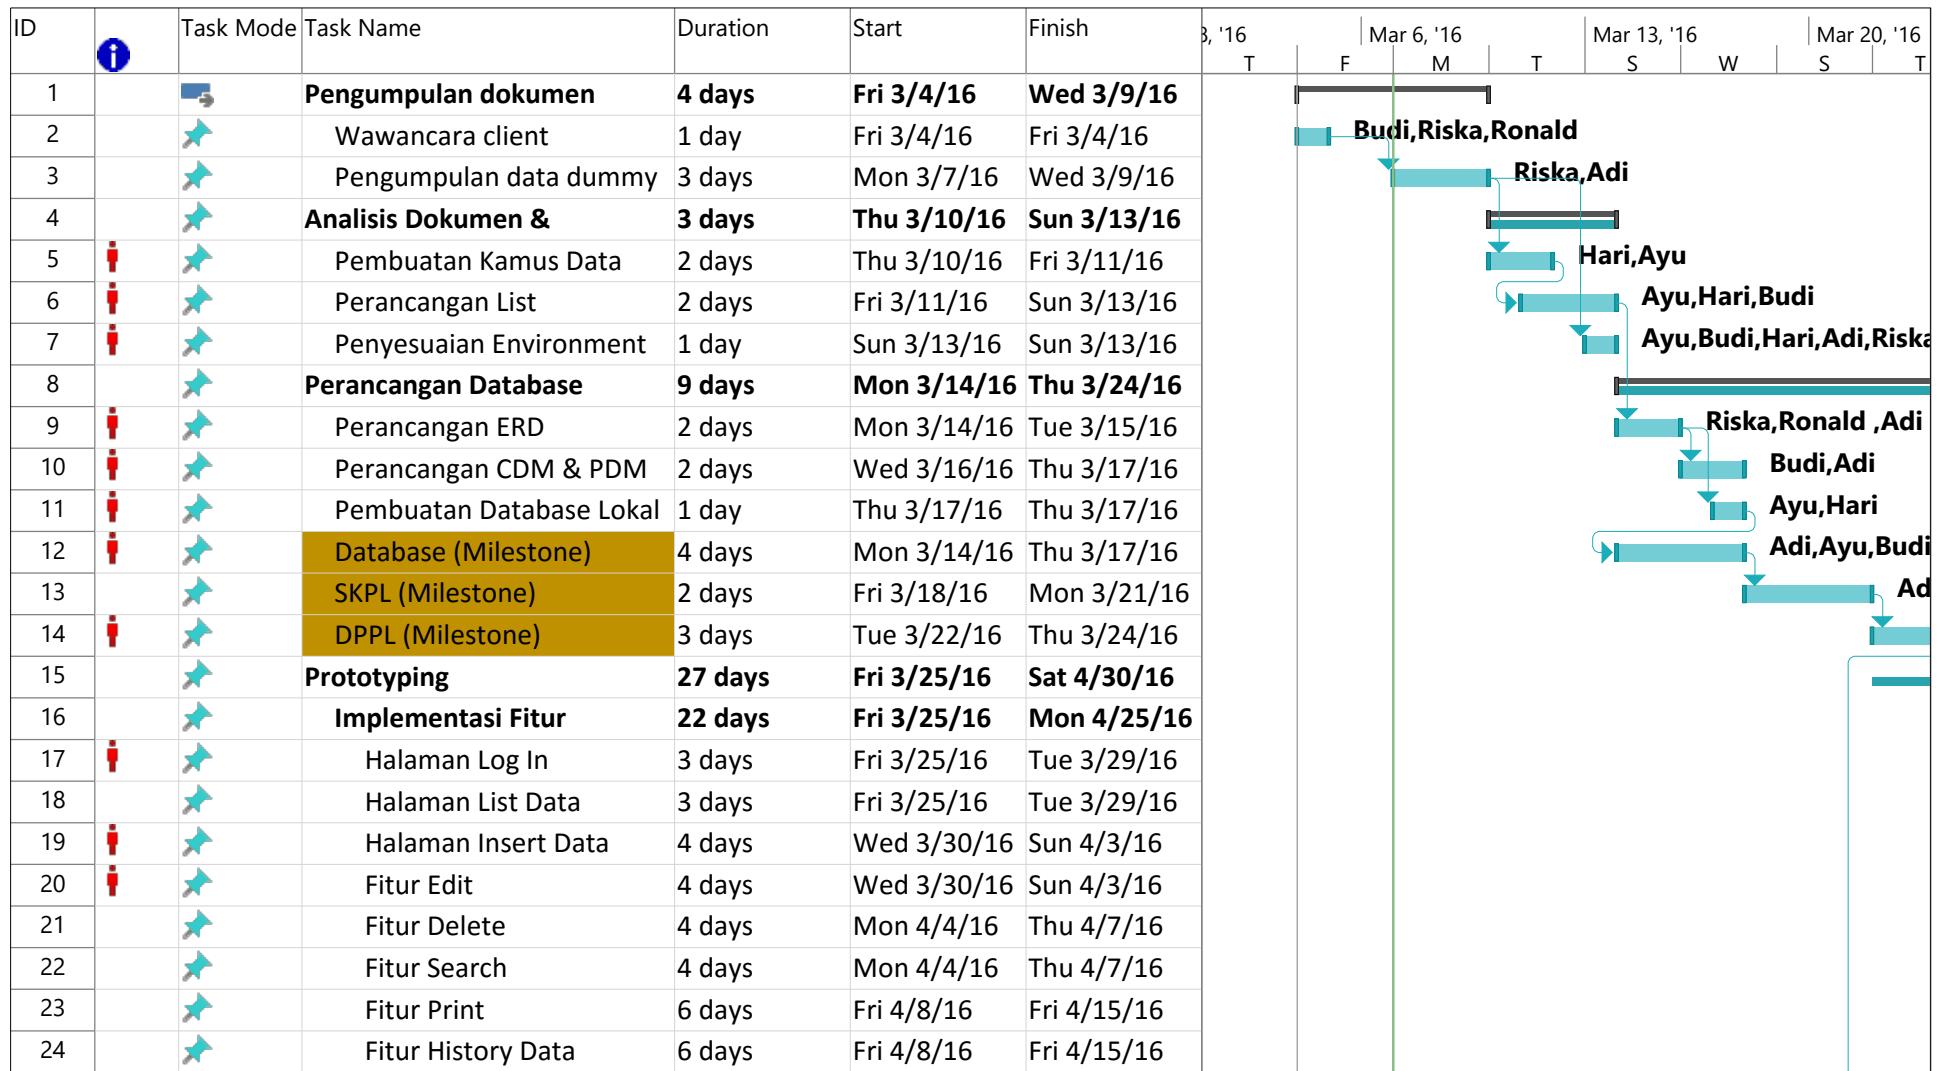 ID Task Mode Task Name Duration Start Finish 3, '16 Mar 6, '16 Mar 13, '16 Mar 20, '16
T F M T S W S T
1 Pengumpulan dokumen 4 days Fri 3/4/16 Wed 3/9/16
2 Wawancara client 1 day Fri 3/4/16 Fri 3/4/16 Budi,Riska,Ronald
3 Pengumpulan data dummy 3 days Mon 3/7/16 Wed 3/9/16 Riska,Adi
4 Analisis Dokumen & 3 days Thu 3/10/16 Sun 3/13/16
5 Pembuatan Kamus Data 2 days Thu 3/10/16 Fri 3/11/16 Hari,Ayu
6 Perancangan List 2 days Fri 3/11/16 Sun 3/13/16 Ayu,Hari,Budi
7 Penyesuaian Environment 1 day Sun 3/13/16 Sun 3/13/16 Ayu,Budi,Hari,Adi,Riska
8 Perancangan Database 9 days Mon 3/14/16 Thu 3/24/16
9 Perancangan ERD 2 days Mon 3/14/16 Tue 3/15/16 Riska,Ronald ,Adi
10 Perancangan CDM & PDM 2 days Wed 3/16/16 Thu 3/17/16 Budi,Adi
11 Pembuatan Database Lokal 1 day Thu 3/17/16 Thu 3/17/16 Ayu,Hari
12 Database (Milestone) 4 days Mon 3/14/16 Thu 3/17/16 Adi,Ayu,Budi
13 SKPL (Milestone) 2 days Fri 3/18/16 Mon 3/21/16 Ad
14 DPPL (Milestone) 3 days Tue 3/22/16 Thu 3/24/16
15 Prototyping 27 days Fri 3/25/16 Sat 4/30/16
16 Implementasi Fitur 22 days Fri 3/25/16 Mon 4/25/16
17 Halaman Log In 3 days Fri 3/25/16 Tue 3/29/16
18 Halaman List Data 3 days Fri 3/25/16 Tue 3/29/16
19 Halaman Insert Data 4 days Wed 3/30/16 Sun 4/3/16
20 Fitur Edit 4 days Wed 3/30/16 Sun 4/3/16
21 Fitur Delete 4 days Mon 4/4/16 Thu 4/7/16
22 Fitur Search 4 days Mon 4/4/16 Thu 4/7/16
23 Fitur Print 6 days Fri 4/8/16 Fri 4/15/16
24 Fitur History Data 6 days Fri 4/8/16 Fri 4/15/16